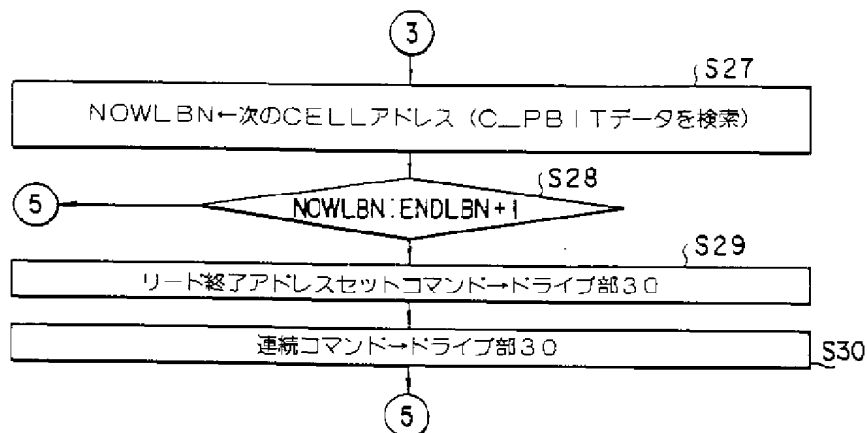 3
S27
NOWLBN←次のCELLアドレス（C_PBITデータを検索）
S28
5
NOWLBN:ENDLBN+1
S29
リード終了アドレスセットコマンド→ドライブ部30
連続コマンド→ドライブ部30
S30
5